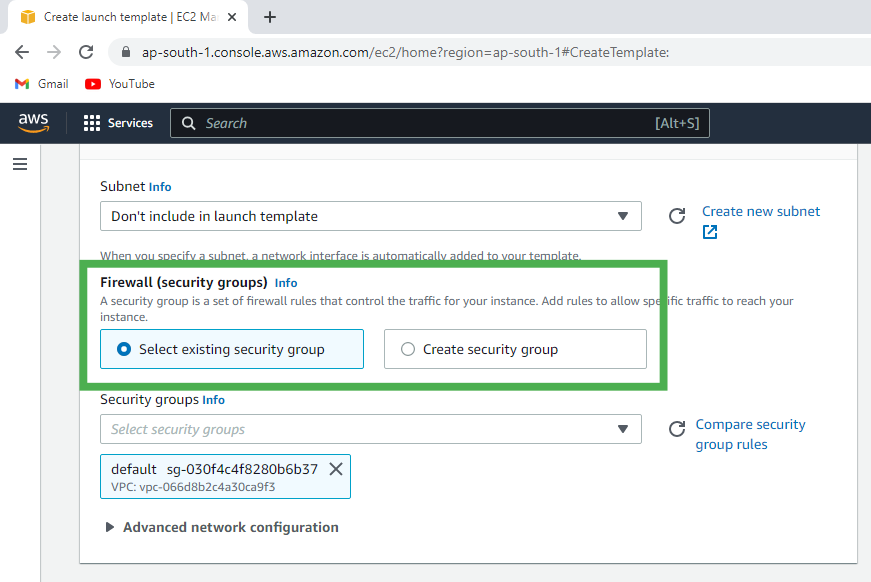 Create launch template | EC2 Ma
ap-south-1.console.aws.amazon.com/ec2/home?region=ap-south-1#CreateTemplate:
Gmail YouTube
aws Services Search [Alt+S]
Subnet Info
Don't include in launch template
Create new subnet
When you specify a subnet, a network interface is automatically added to your template.
Firewall (security groups) Info
A security group is a set of firewall rules that control the traffic for your instance. Add rules to allow specific traffic to reach your
instance.
Select existing security group Create security group
Security groups Info
Select security groups
Compare security
group rules
default sg-030f4c4f8280b6b37
VPC: vpc-066d8b2c4a30ca9f3
Advanced network configuration